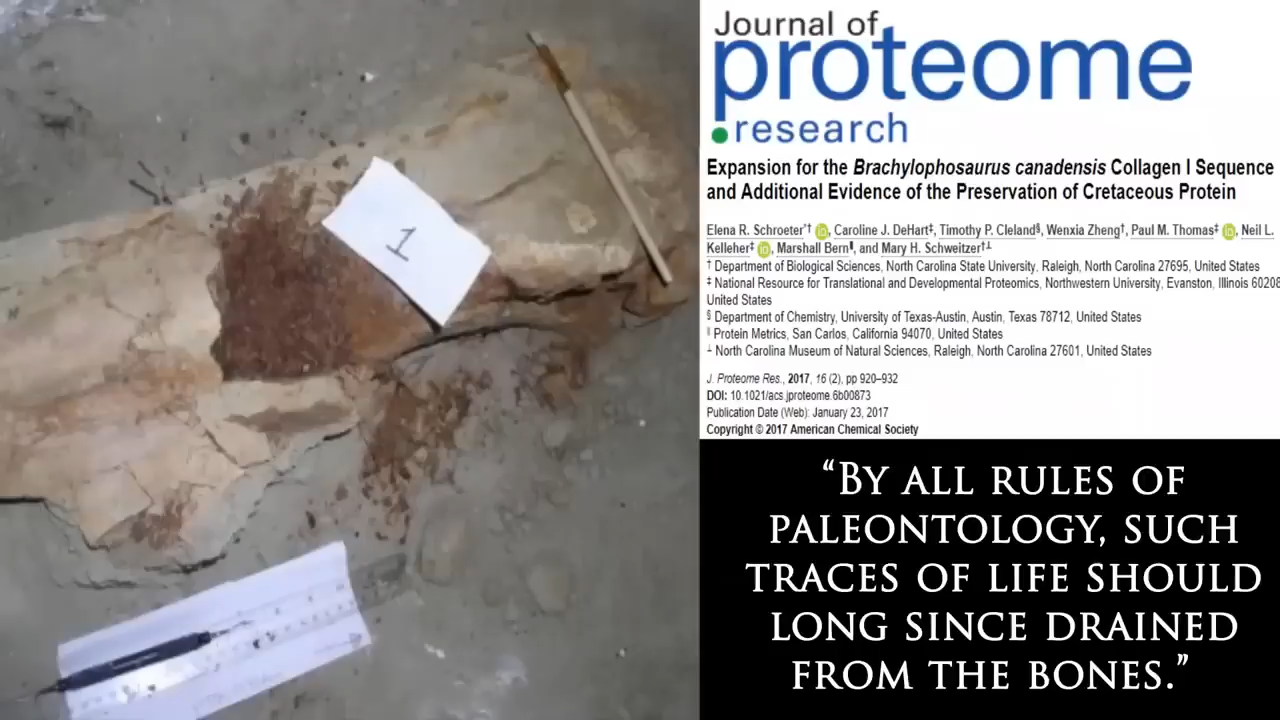 1
Journal of
proteome
research
Expansion for the Brachylophosaurus canadensis Collagen I Sequence
and Additional Evidence of the Preservation of Cretaceous Protein
Elena R. Schroeter*† iD, Caroline J. DeHart‡, Timothy P. Cleland§, Wenxia Zheng†, Paul M. Thomas‡ iD, Neil L.
Kelleher‡ iD, Marshall Bern∥, and Mary H. Schweitzer†⊥
† Department of Biological Sciences, North Carolina State University, Raleigh, North Carolina 27695, United States
‡ National Resource for Translational and Developmental Proteomics, Northwestern University, Evanston, Illinois 60208
United States
§ Department of Chemistry, University of Texas-Austin, Austin, Texas 78712, United States
∥ Protein Metrics, San Carlos, California 94070, United States
⊥ North Carolina Museum of Natural Sciences, Raleigh, North Carolina 27601, United States
J. Proteome Res., 2017, 16 (2), pp 920–932
DOI: 10.1021/acs.jproteome.6b00873
Publication Date (Web): January 23, 2017
Copyright © 2017 American Chemical Society
“BY ALL RULES OF
PALEONTOLOGY, SUCH
TRACES OF LIFE SHOULD
LONG SINCE DRAINED
FROM THE BONES.”